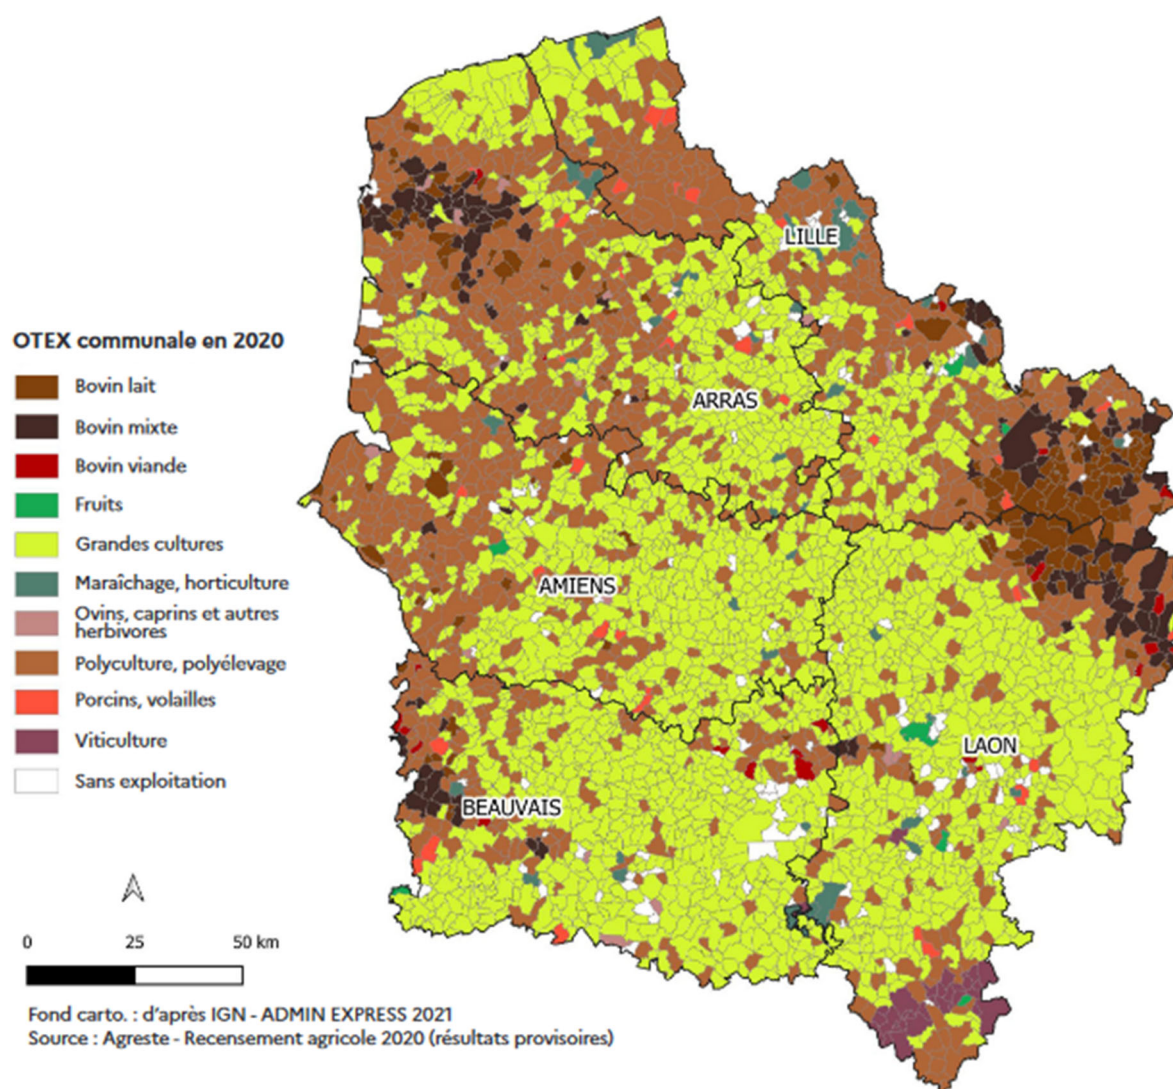 LILLE
OTEX communale en 2020
Bovin lait
Bovin mixte
ARRAS
Bovin viande
Fruits
Grandes cultures
Maraîchage, horticulture
AMIENS
Ovins, caprins et autres
herbivores
Polyculture, polyélevage
Porcins, volailles
Viticulture
LAON
Sans exploitation
BEAUVAIS
0 25 50 km
Fond carto. : d'après IGN - ADMIN EXPRESS 2021
Source : Agreste - Recensement agricole 2020 (résultats provisoires)